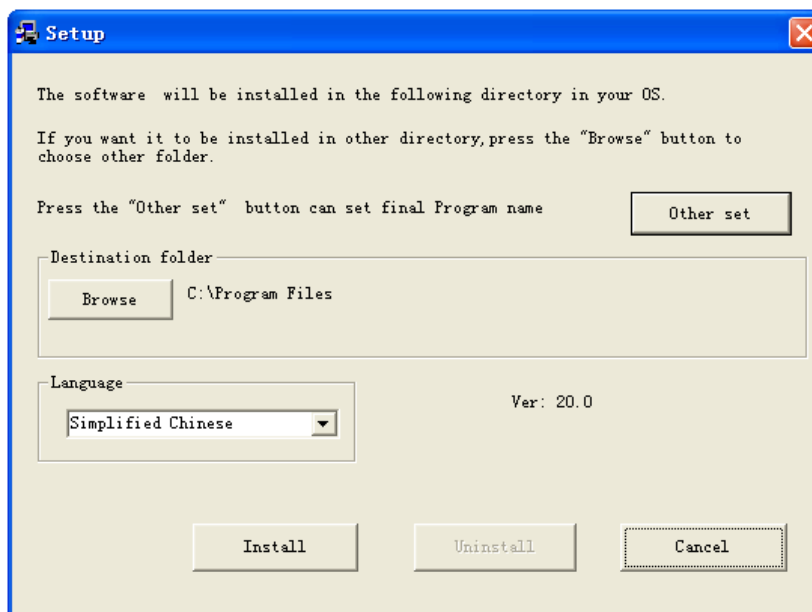 Setup
The software  will be installed in the following directory in your OS.
If you want it to be installed in other directory,press the "Browse" button to
choose other folder.
Press the "Other set"  button can set final Program name
Other set
Destination folder
Browse
C:\Program Files
Language
Simplified Chinese
Ver: 20.0
Install
Uninstall
Cancel